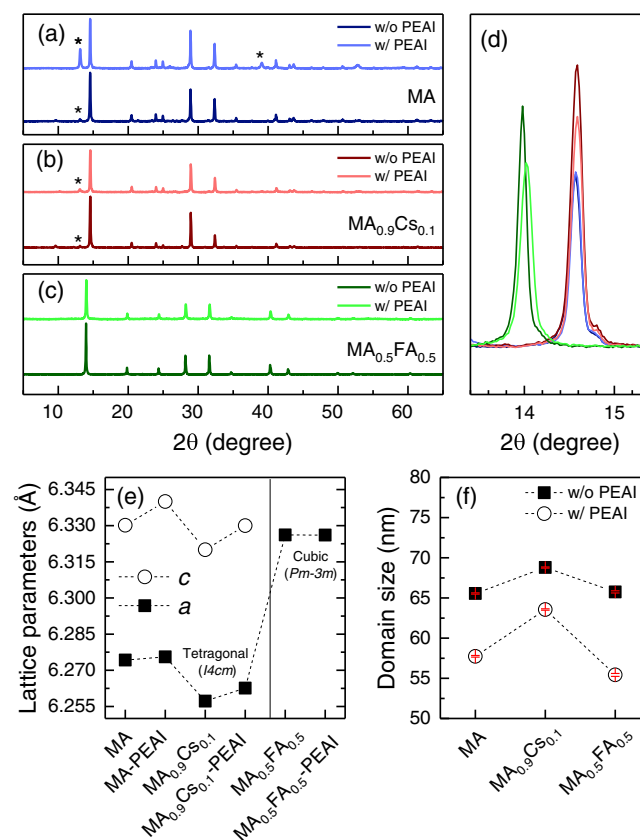 (a)
w/o PEAI
w/ PEAI
*
*
*
MA
(b)
w/o PEAI
w/ PEAI
*
*
MA0.9Cs0.1
(c)
w/o PEAI
w/ PEAI
MA0.5FA0.5
10 20 30 40 50 60
2θ (degree)
(d)
14 15
2θ (degree)
(e)
6.345
6.330
6.315
6.300
6.285
6.270
6.255
Lattice parameters (Å)
c
a
Tetragonal
(I4cm)
Cubic
(Pm-3m)
MA
MA-PEAI
MA0.9Cs0.1
MA0.9Cs0.1-PEAI
MA0.5FA0.5
MA0.5FA0.5-PEAI
(f)
w/o PEAI
w/ PEAI
80
75
70
65
60
55
50
Domain size (nm)
MA
MA0.9Cs0.1
MA0.5FA0.5